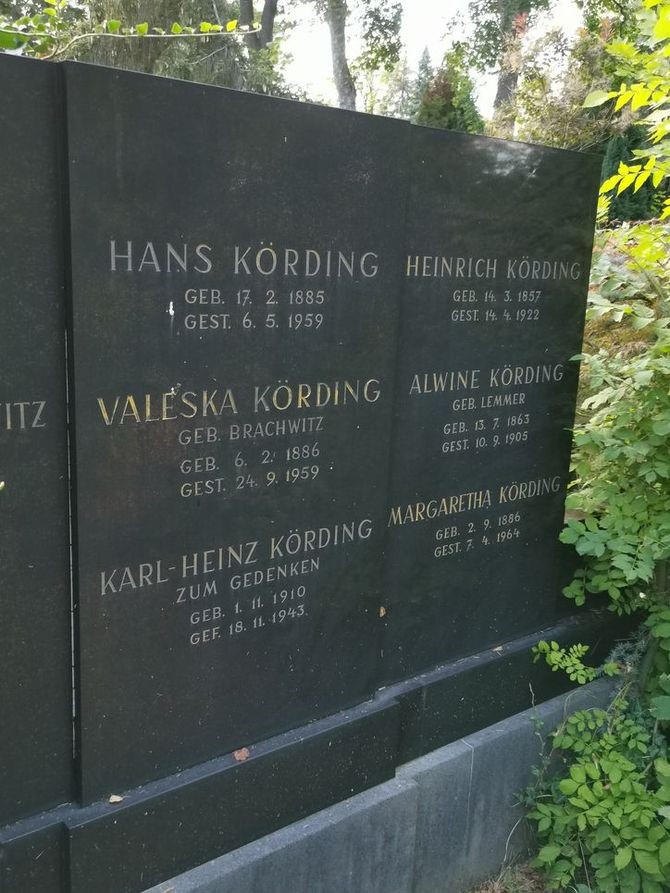 ITZ
HANS KÖRDING
GEB. 17. 2. 1885
GEST. 6. 5. 1959
VALESKA KÖRDING
GEB. BRACHWITZ
GEB. 6. 2. 1886
GEST. 24. 9. 1959
KARL-HEINZ KÖRDING
ZUM GEDENKEN
GEB. 1. 11. 1910
GEF. 18. 11. 1943.
HEINRICH KÖRDING
GEB. 14. 3. 1857
GEST. 14. 4. 1922
ALWINE KÖRDING
GEB. LEMMER
GEB. 13. 7. 1863
GEST. 10. 9. 1905
MARGARETHA KÖRDING
GEB. 2. 9. 1886
GEST. 7. 4. 1964